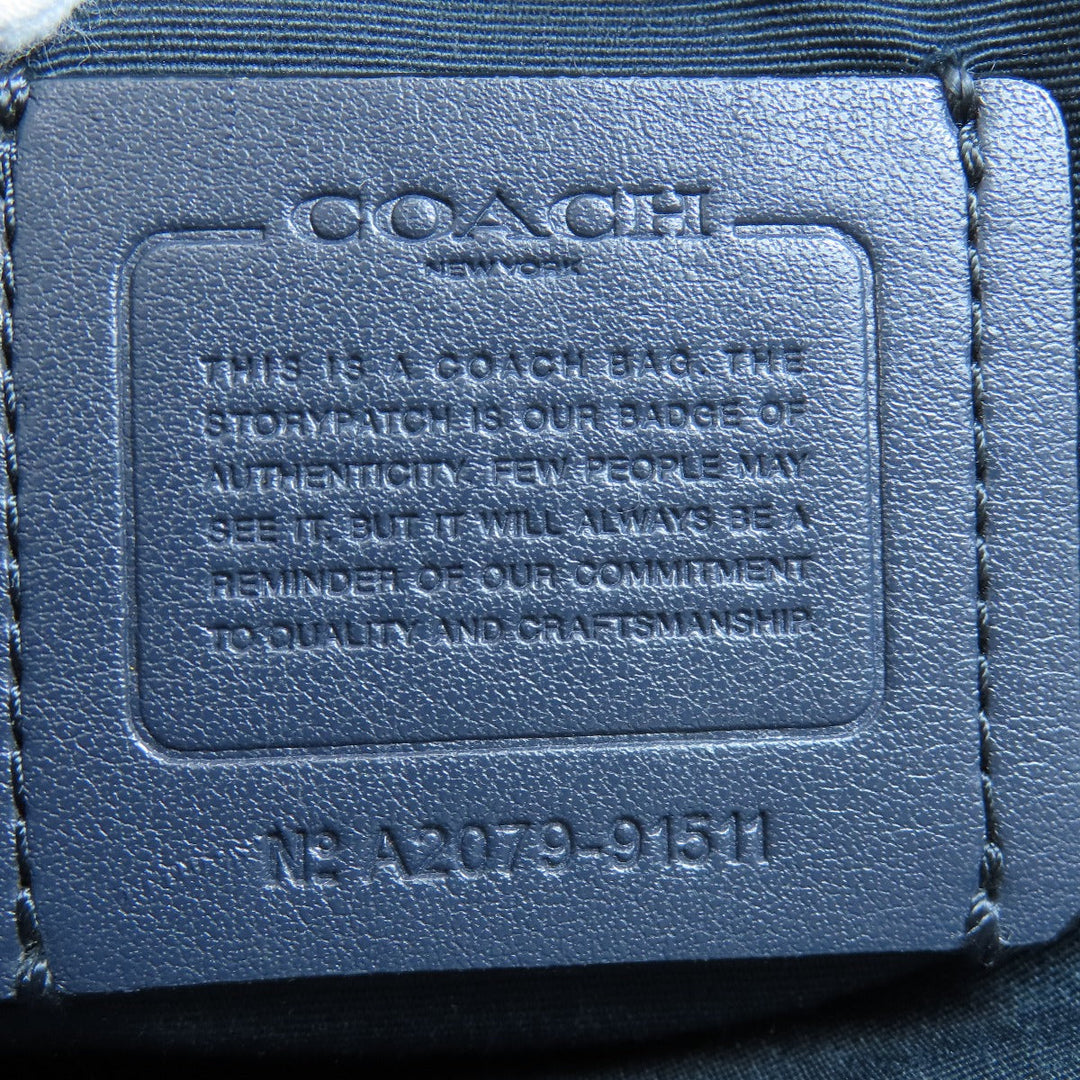 COACH
NEW YORK
THIS IS A COACH BAG. THE
STORYPATCH IS OUR BADGE OF
AUTHENTICITY. FEW PEOPLE MAY
SEE IT. BUT IT WILL ALWAYS BE A
REMINDER OF OUR COMMITMENT
TO QUALITY AND CRAFTSMANSHIP.
Nº A2079-91511